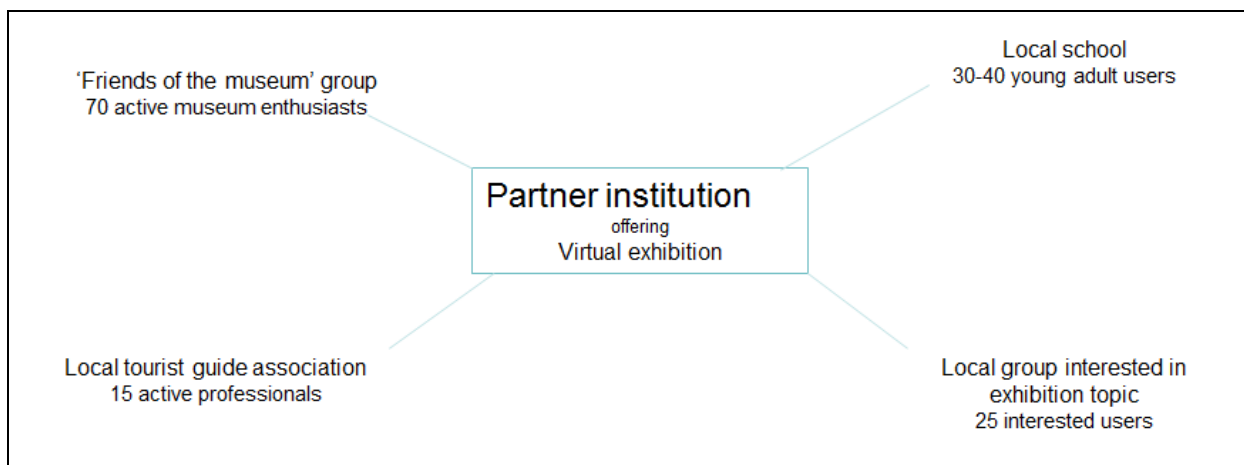 ‘Friends of the museum’ group
70 active museum enthusiasts
Local school
30-40 young adult users
Partner institution
offering
Virtual exhibition
Local tourist guide association
15 active professionals
Local group interested in
exhibition topic
25 interested users